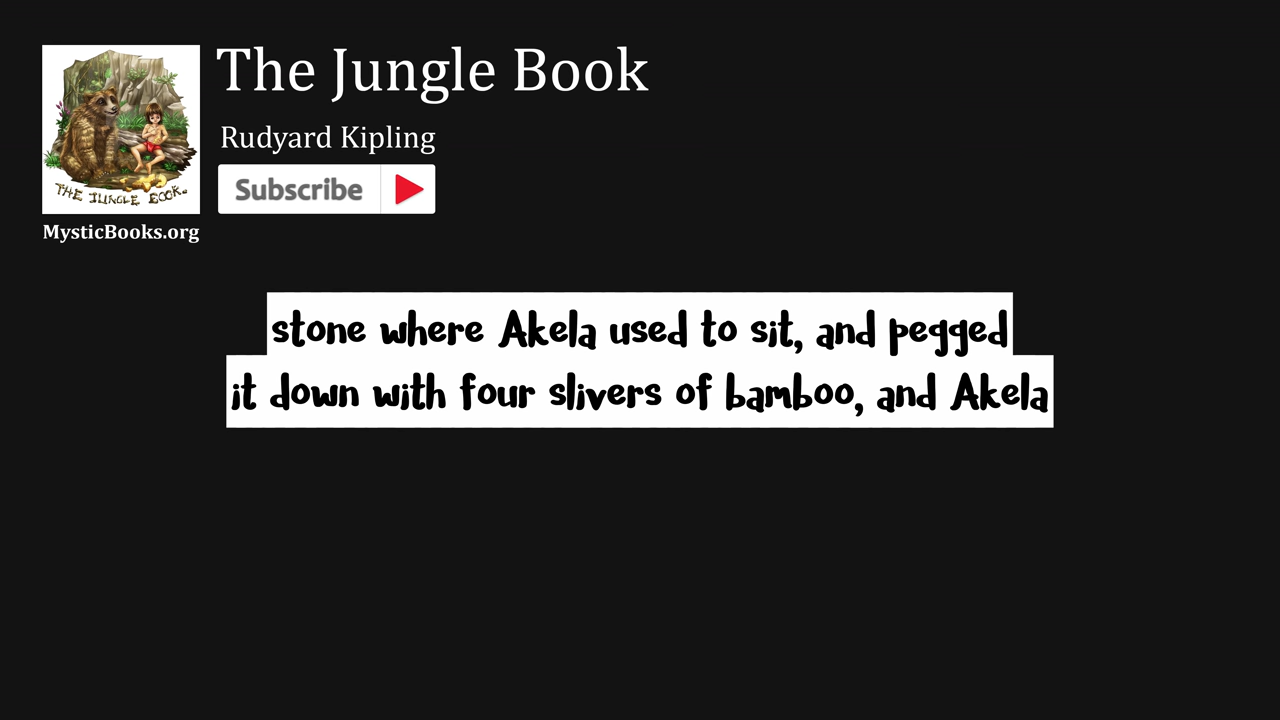 The Jungle Book
Rudyard Kipling
Subscribe
THE JUNGLE BOOK.
MysticBooks.org
stone where Akela used to sit, and pegged
it down with four slivers of bamboo, and Akela